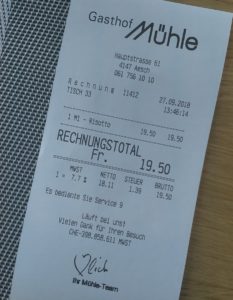 Gasthof
Mühle
Hauptstrasse 61
4147 Aesch
061 756 10 10
Rechnung 11412 27.09.2018
TISCH 33 13:46:14
1 M1 - Risotto 19.50 19.50
RECHNUNGSTOTAL
Fr. 19.50
MWST NETTO STEUER BRUTTO
1 = 7,7 % 18.11 1.39 19.50
Es bediente Sie Service 9
Läuft bei uns!
Vielen Dank für Ihren Besuch
CHE-208.058.611 MWST
Ihr Mühle-Team